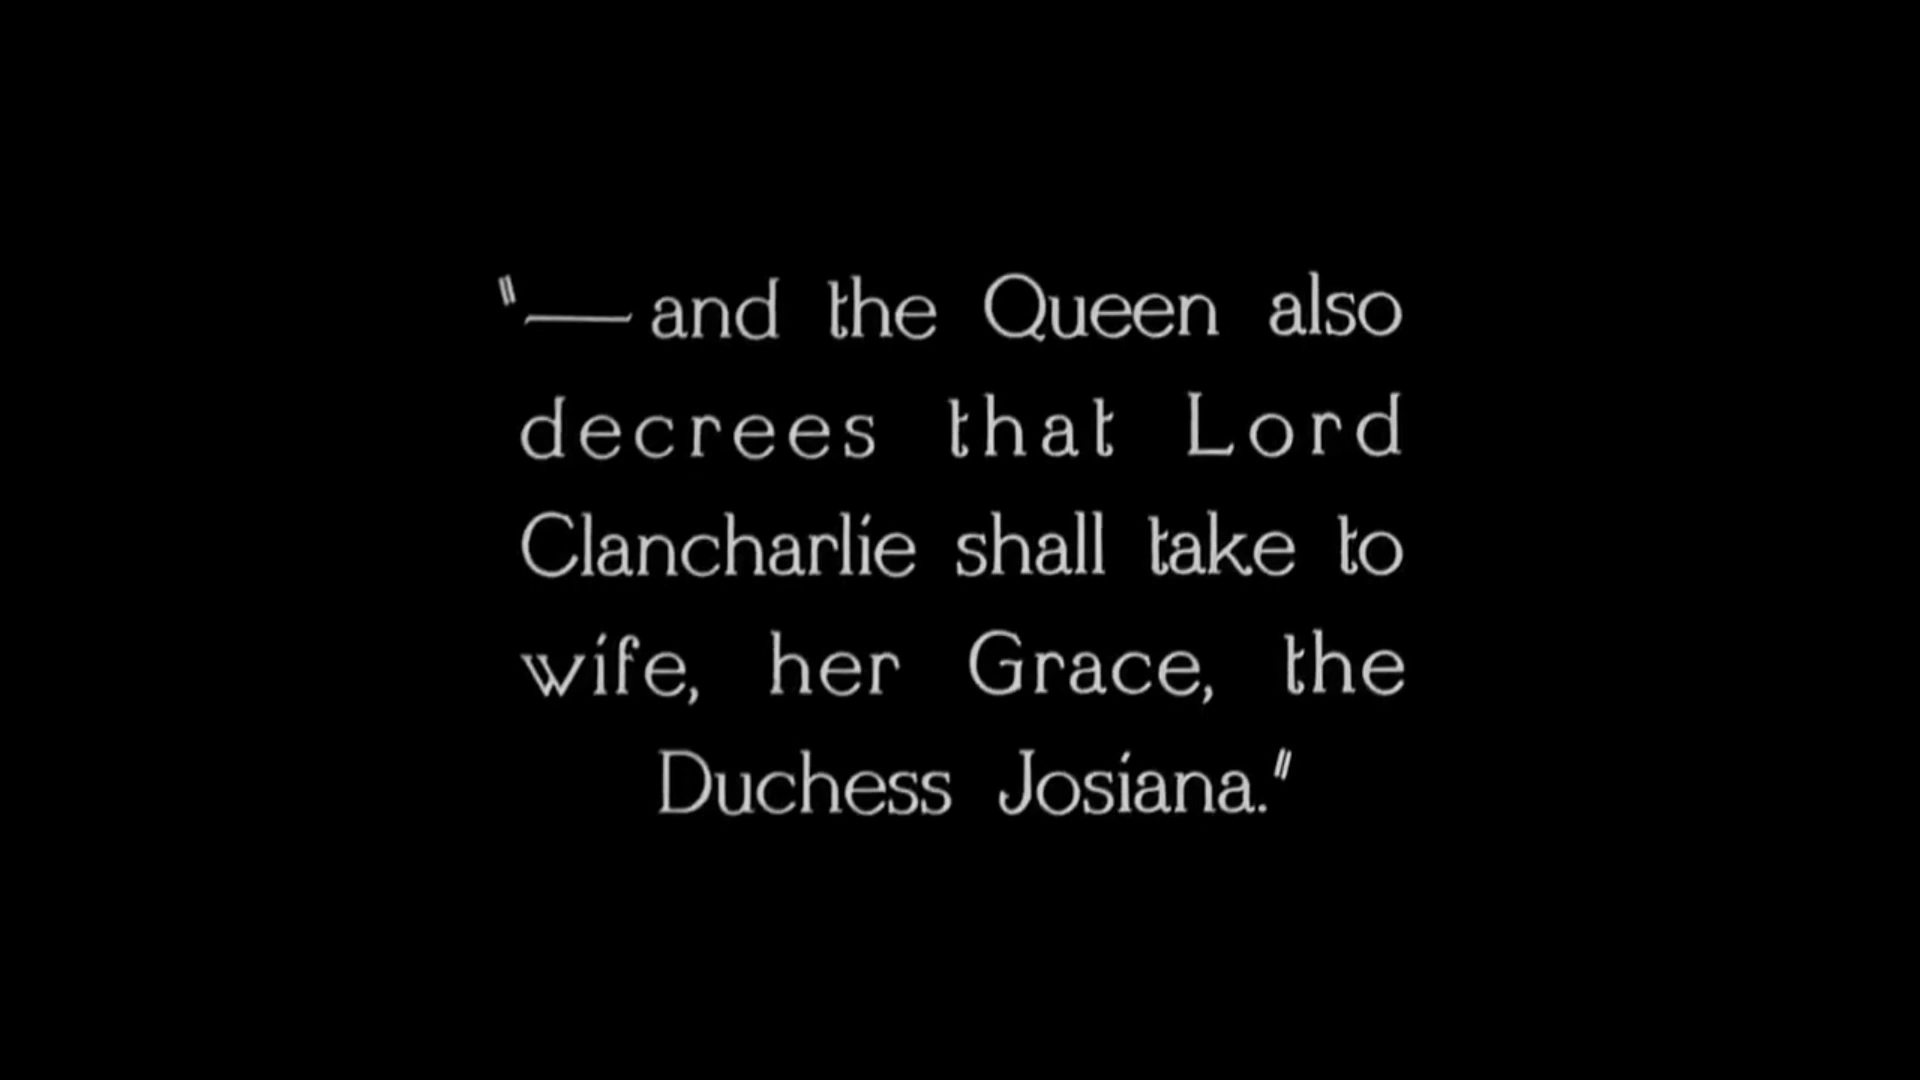 "—and the Queen also
decrees that Lord
Clancharlie shall take to
wife, her Grace, the
Duchess Josiana."